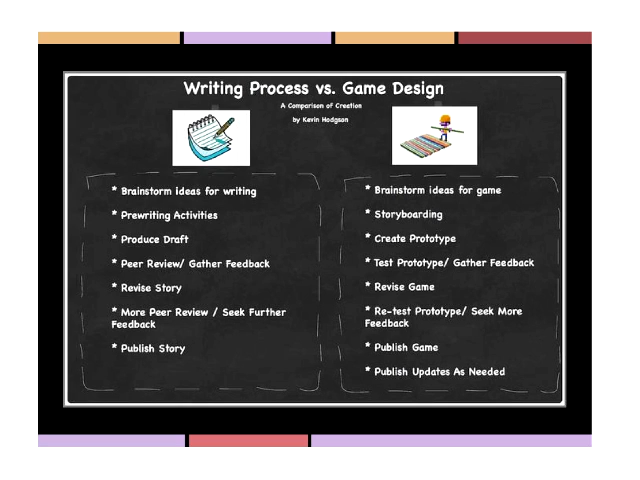 Writing Process vs. Game Design
A Comparison of Creation
by Kevin Hodgson
* Brainstorm ideas for writing
* Prewriting Activities
* Produce Draft
* Peer Review/ Gather Feedback
* Revise Story
* More Peer Review / Seek Further
Feedback
* Publish Story
* Brainstorm ideas for game
* Storyboarding
* Create Prototype
* Test Prototype/ Gather Feedback
* Revise Game
* Re-test Prototype/ Seek More
Feedback
* Publish Game
* Publish Updates As Needed